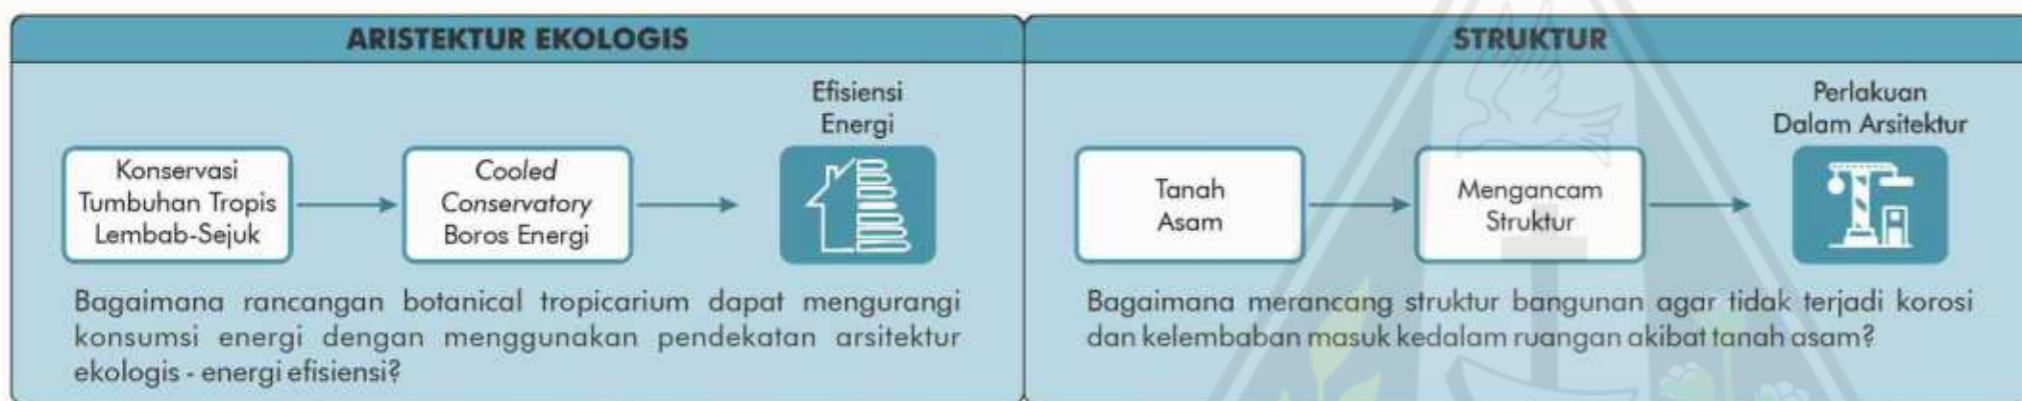 ARISTEKTUR EKOLOGIS
Konservasi
Tumbuhan Tropis
Lembab-Sejuk
Cooled
Conservatory
Boros Energi
Efisiensi
Energi
Bagaimana rancangan botanical tropicarium dapat mengurangi
konsumsi energi dengan menggunakan pendekatan arsitektur
ekologis - energi efisiensi?
STRUKTUR
Tanah
Asam
Mengancam
Struktur
Perlakuan
Dalam Arsitektur
Bagaimana merancang struktur bangunan agar tidak terjadi korosi
dan kelembaban masuk kedalam ruangan akibat tanah asam?